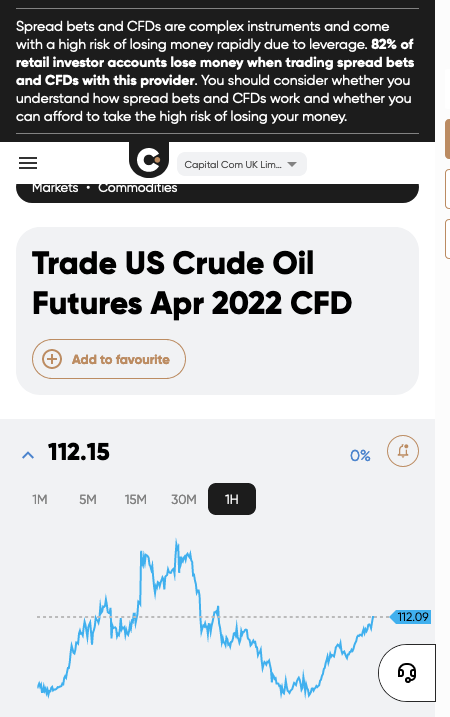 Spread bets and CFDs are complex instruments and come
with a high risk of losing money rapidly due to leverage. 82% of
retail investor accounts lose money when trading spread bets
and CFDs with this provider. You should consider whether you
understand how spread bets and CFDs work and whether you
can afford to take the high risk of losing your money.
Capital Com UK Lim...
Markets • Commodities
Trade US Crude Oil
Futures Apr 2022 CFD
Add to favourite
112.15
0%
1M 5M 15M 30M 1H
112.09